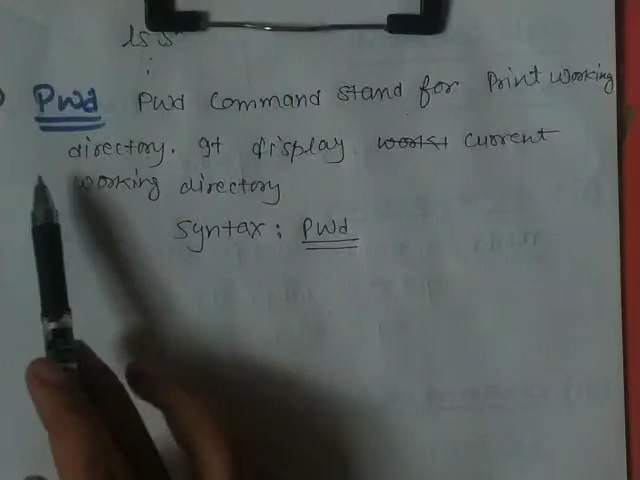 ls
Pwd Pwd command stand for Print working
directory. It display current
working directory
Syntax: Pwd